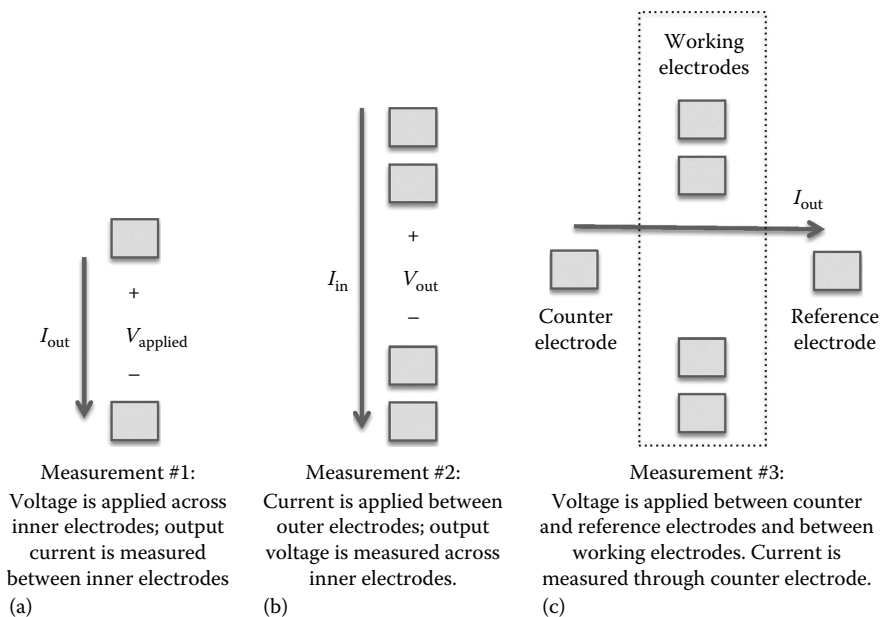 I_out
+
V_applied
–
Measurement #1:
Voltage is applied across
inner electrodes; output
current is measured
between inner electrodes
(a)
I_in
+
V_out
–
Measurement #2:
Current is applied between
outer electrodes; output
voltage is measured across
inner electrodes.
(b)
Working
electrodes
I_out
Counter
electrode
Reference
electrode
Measurement #3:
Voltage is applied between counter
and reference electrodes and between
working electrodes. Current is
measured through counter electrode.
(c)